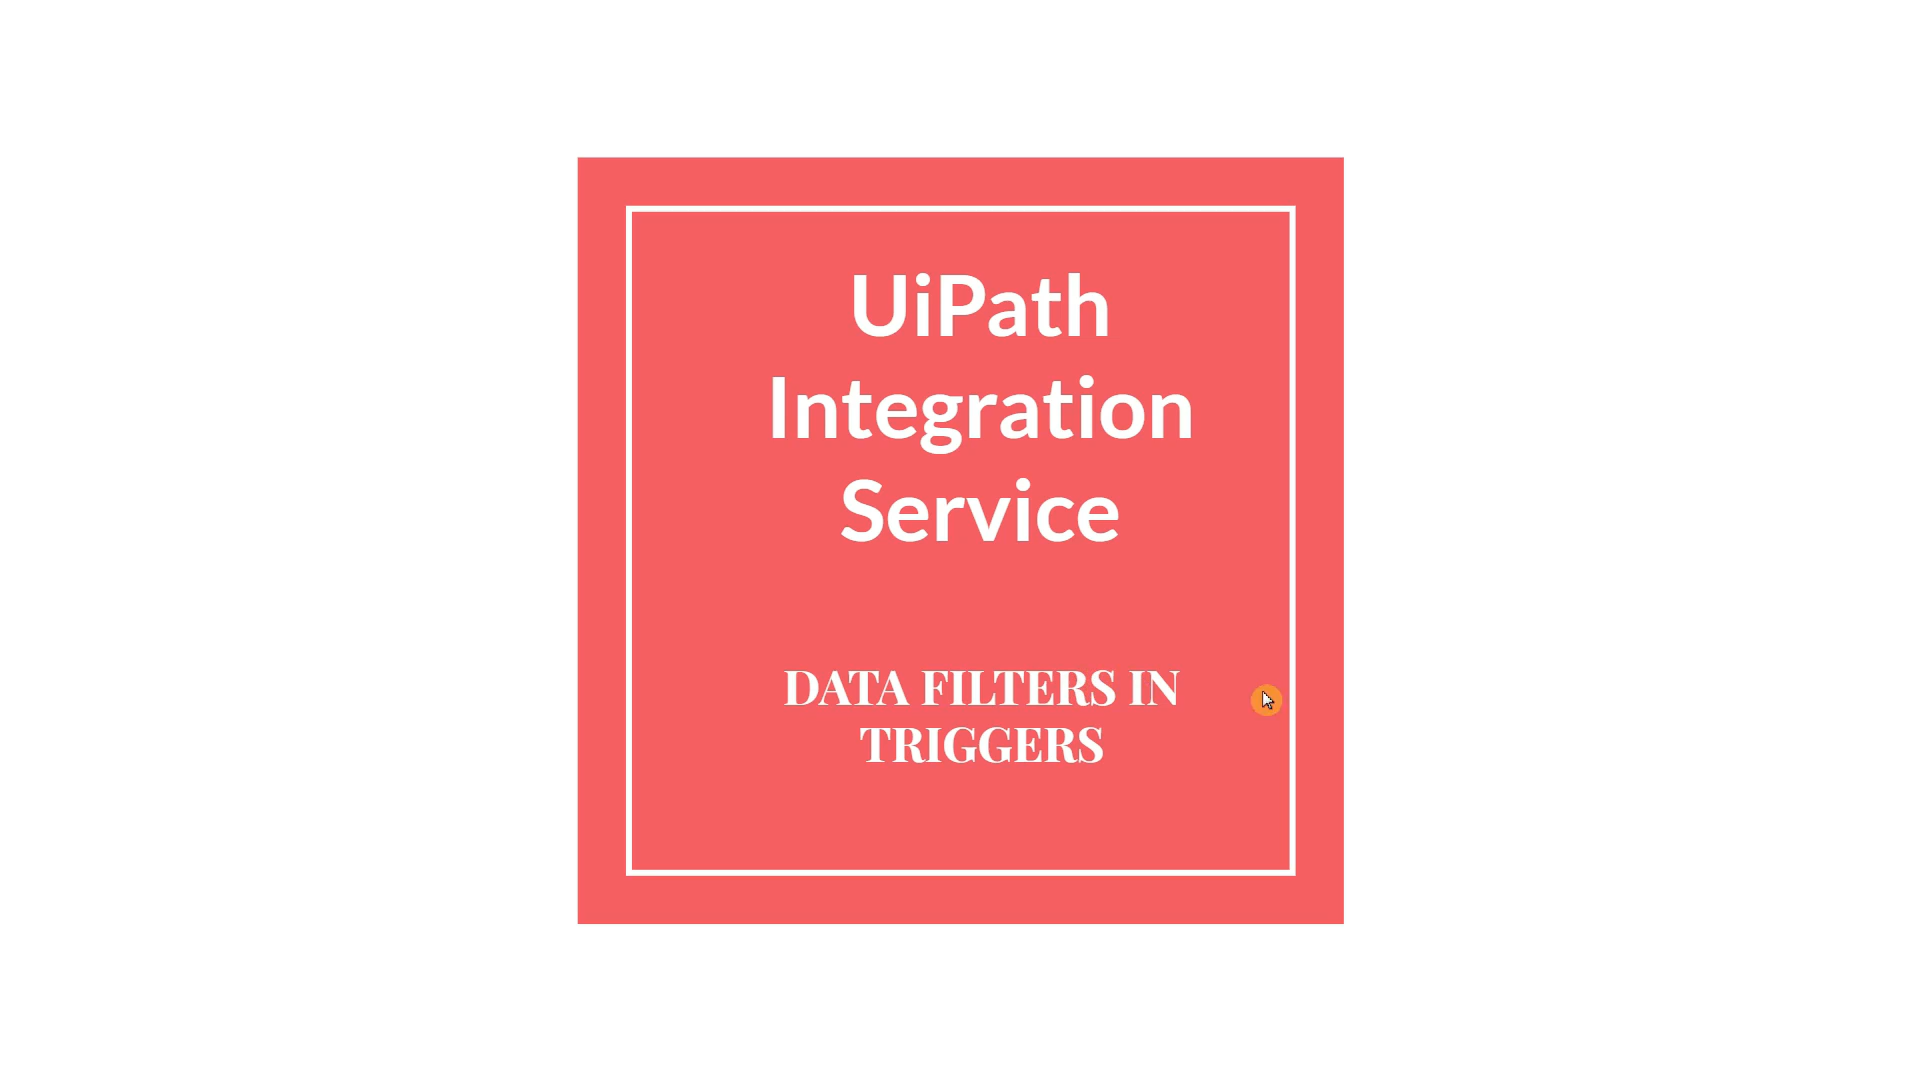 UiPath
Integration
Service
DATA FILTERS IN
TRIGGERS